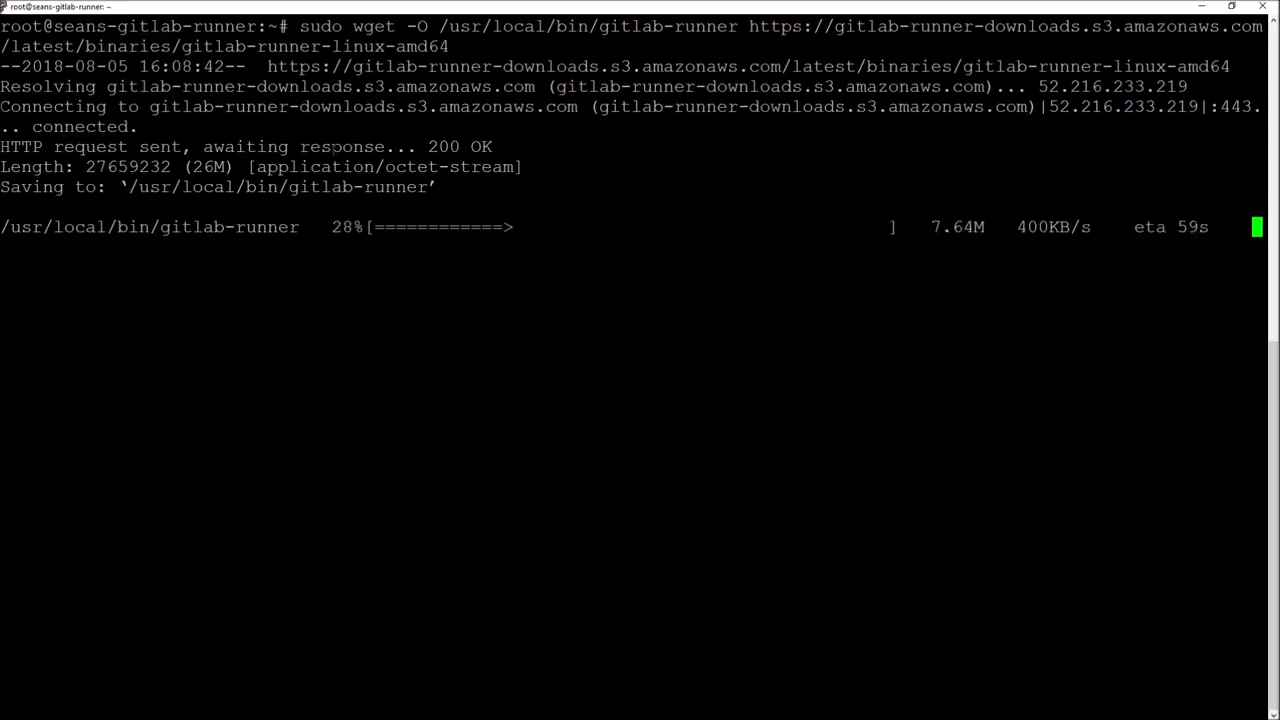 root@seans-gitlab-runner: ~
root@seans-gitlab-runner:~# sudo wget -O /usr/local/bin/gitlab-runner https://gitlab-runner-downloads.s3.amazonaws.com
/latest/binaries/gitlab-runner-linux-amd64
--2018-08-05 16:08:42--  https://gitlab-runner-downloads.s3.amazonaws.com/latest/binaries/gitlab-runner-linux-amd64
Resolving gitlab-runner-downloads.s3.amazonaws.com (gitlab-runner-downloads.s3.amazonaws.com)... 52.216.233.219
Connecting to gitlab-runner-downloads.s3.amazonaws.com (gitlab-runner-downloads.s3.amazonaws.com)|52.216.233.219|:443.
.. connected.
HTTP request sent, awaiting response... 200 OK
Length: 27659232 (26M) [application/octet-stream]
Saving to: ‘/usr/local/bin/gitlab-runner’
/usr/local/bin/gitlab-runner   28%[============>                                   ]   7.64M   400KB/s    eta 59s